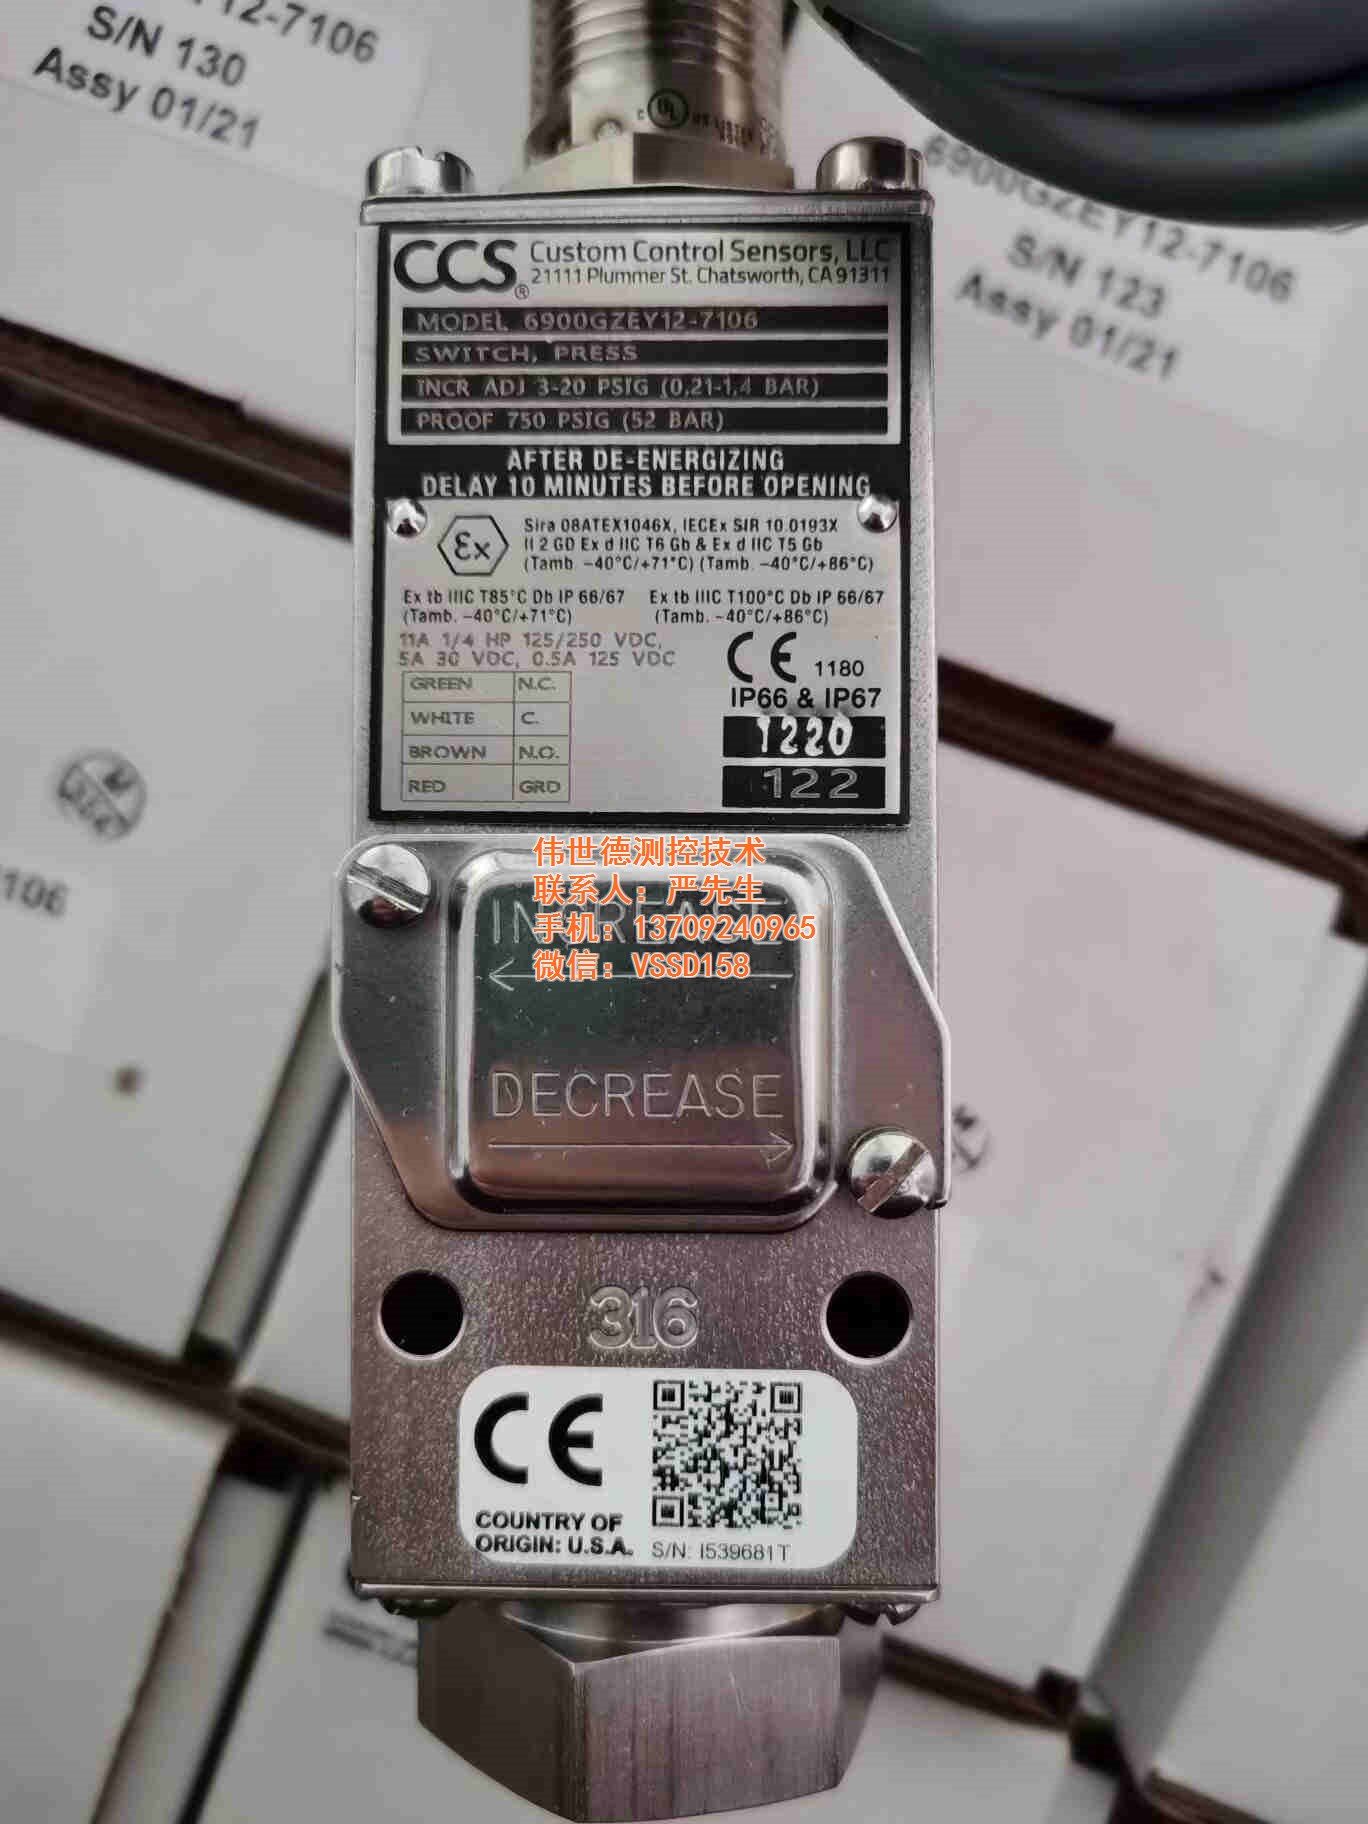 Y12-7106
S/N 130
Assy 01/21
6900GZEY12-7106
S/N 123
Assy 01/21
UL
CCS® Custom Control Sensors, LLC
21111 Plummer St. Chatsworth, CA 91311
MODEL 6900GZEY12-7106
SWITCH, PRESS
INCR ADJ 3-20 PSIG (0,21-1,4 BAR)
PROOF 750 PSIG (52 BAR)
AFTER DE-ENERGIZING
DELAY 10 MINUTES BEFORE OPENING
Ex
Sira 08ATEX1046X, IECEx SIR 10.0193X
II 2 GD Ex d IIC T6 Gb & Ex d IIC T5 Gb
(Tamb. -40°C/+71°C) (Tamb. -40°C/+86°C)
Ex tb IIIC T85°C Db IP 66/67 Ex tb IIIC T100°C Db IP 66/67
(Tamb. -40°C/+71°C) (Tamb. -40°C/+86°C)
11A 1/4 HP 125/250 VDC,
5A 30 VDC, 0.5A 125 VDC
CE 1180
IP66 & IP67
1220
122
GREEN N.C.
WHITE C.
BROWN N.O.
RED GRD
7106
伟世德测控技术
联系人：严先生
手机：13709240965
微信：VSSD158
INCREASE
DECREASE
316
CE
COUNTRY OF
ORIGIN: U.S.A.
S/N: I539681T